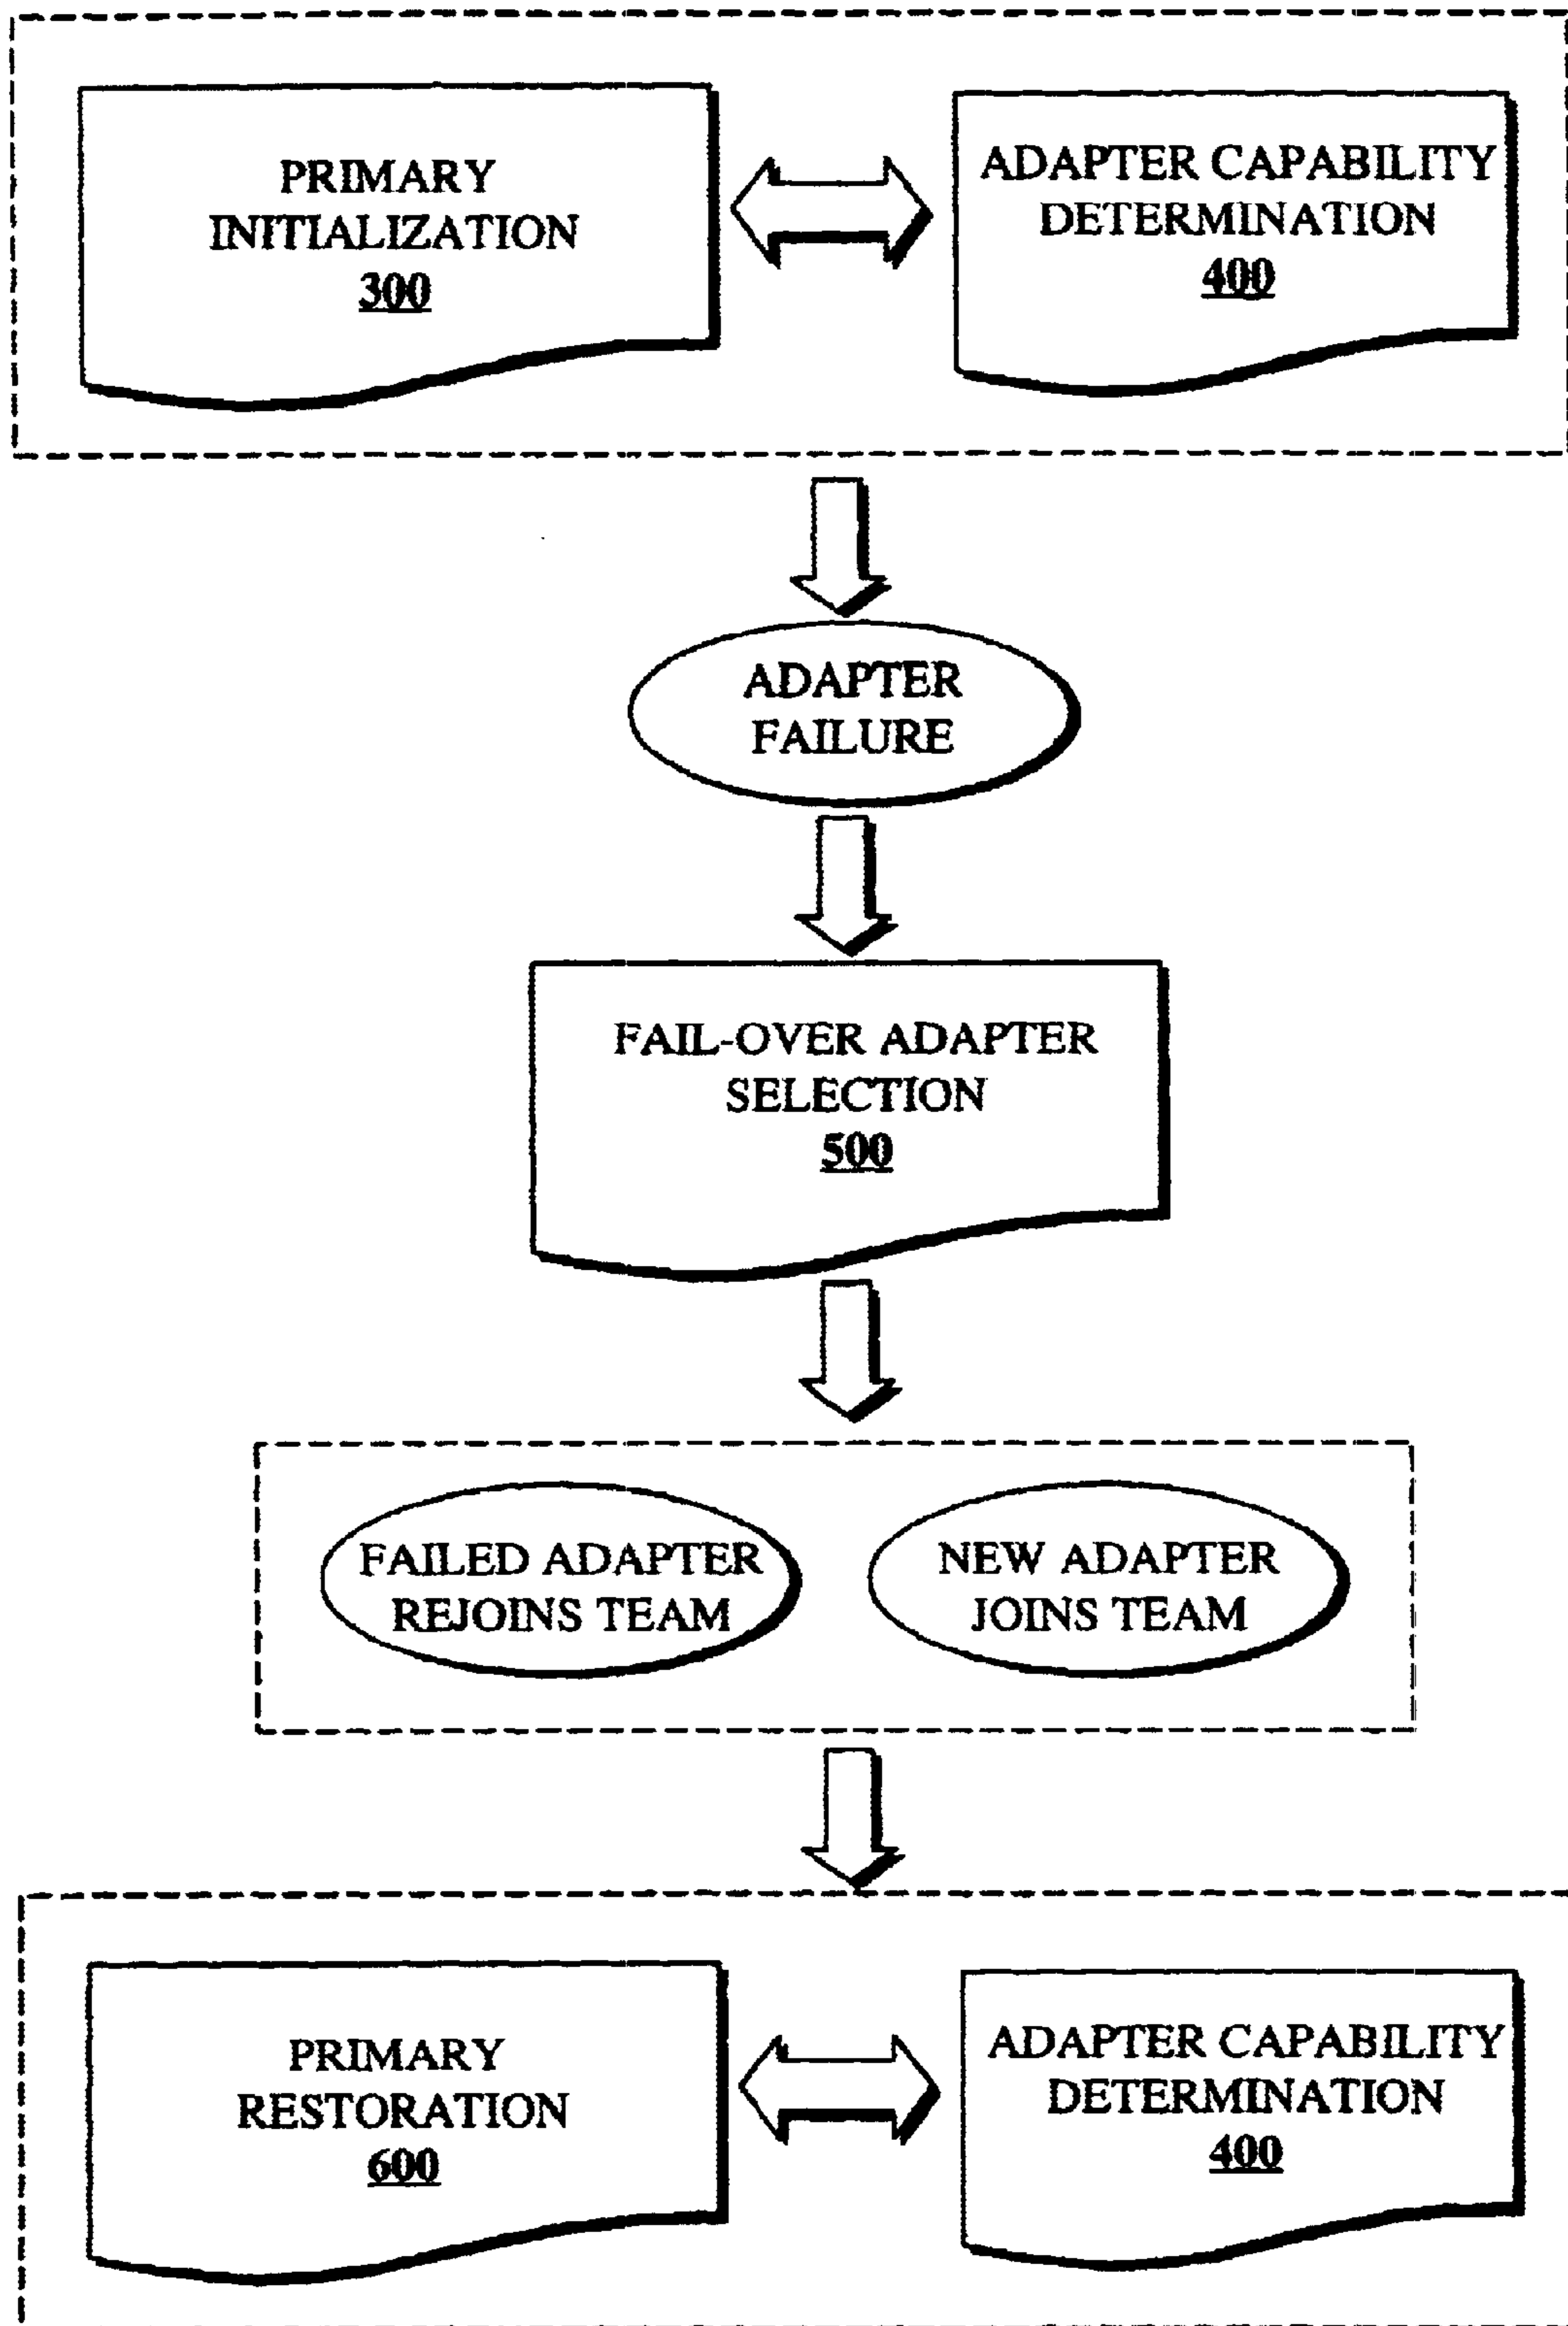 PRIMARY
INITIALIZATION
300
ADAPTER CAPABILITY
DETERMINATION
400
ADAPTER
FAILURE
FAIL-OVER ADAPTER
SELECTION
500
FAILED ADAPTER
REJOINS TEAM
NEW ADAPTER
JOINS TEAM
PRIMARY
RESTORATION
600
ADAPTER CAPABILITY
DETERMINATION
400